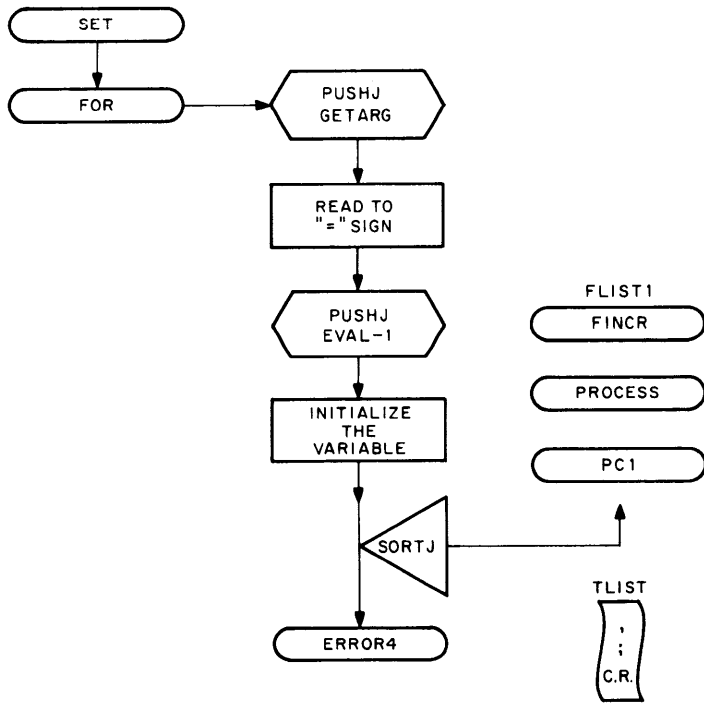 SET
FOR
PUSHJ
GETARG
READ TO
"=" SIGN
PUSHJ
EVAL-1
INITIALIZE
THE
VARIABLE
SORTJ
ERROR4
FLIST1
FINCR
PROCESS
PC1
TLIST
,
;
C.R.